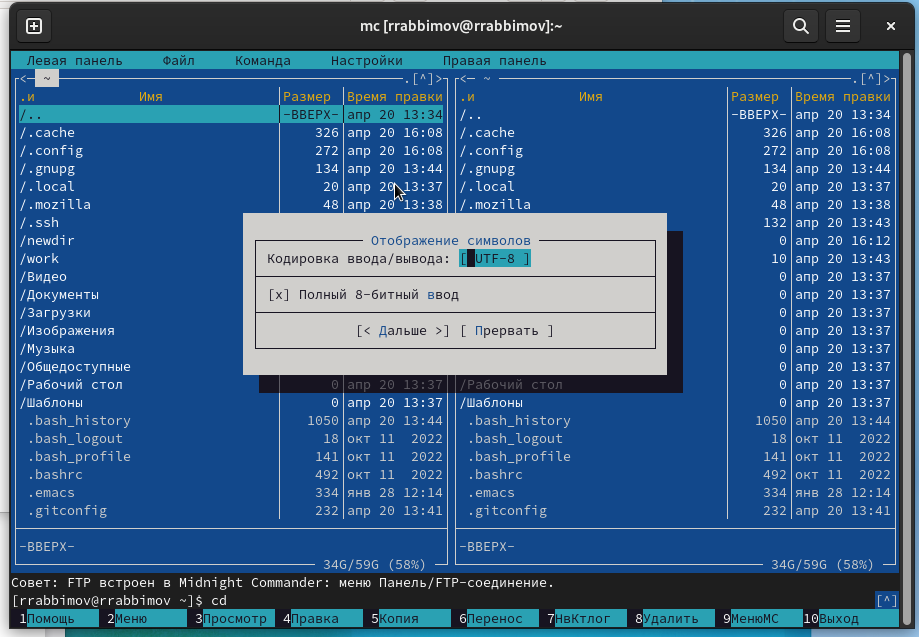 mc [rrabbimov@rrabbimov]:~
Левая панель Файл Команда Настройки Правая панель
<— ~ .[^]> <— ~ .[^]>
.и Имя Размер Время правки .и Имя Размер Время правки
/.. -ВВЕРХ- апр 20 13:34 /.. -ВВЕРХ- апр 20 13:34
/.cache 326 апр 20 16:08 /.cache 326 апр 20 16:08
/.config 272 апр 20 16:08 /.config 272 апр 20 16:08
/.gnupg 134 апр 20 13:44 /.gnupg 134 апр 20 13:44
/.local 20 апр 20 13:37 /.local 20 апр 20 13:37
/.mozilla 48 апр 20 13:38 /.mozilla 48 апр 20 13:38
/.ssh 132 апр 20 13:43
/newdir Отображение символов 0 апр 20 16:12
/work Кодировка ввода/вывода: [ UTF-8 ] 10 апр 20 13:43
/Видео 0 апр 20 13:37
/Документы [x] Полный 8-битный ввод 0 апр 20 13:37
/Загрузки 0 апр 20 13:37
/Изображения [< Дальше >] [ Прервать ] 0 апр 20 13:37
/Музыка 0 апр 20 13:37
/Общедоступные 0 апр 20 13:37
/Рабочий стол 0 апр 20 13:37 /Рабочий стол 0 апр 20 13:37
/Шаблоны 0 апр 20 13:37 /Шаблоны 0 апр 20 13:37
.bash_history 1050 апр 20 13:44 .bash_history 1050 апр 20 13:44
.bash_logout 18 окт 11 2022 .bash_logout 18 окт 11 2022
.bash_profile 141 окт 11 2022 .bash_profile 141 окт 11 2022
.bashrc 492 окт 11 2022 .bashrc 492 окт 11 2022
.emacs 334 янв 28 12:14 .emacs 334 янв 28 12:14
.gitconfig 232 апр 20 13:41 .gitconfig 232 апр 20 13:41
-ВВЕРХ- -ВВЕРХ-
34G/59G (58%) 34G/59G (58%)
Совет: FTP встроен в Midnight Commander: меню Панель/FTP-соединение.
[rrabbimov@rrabbimov ~]$ cd [^]
1Помощь 2Меню 3Просмотр 4Правка 5Копия 6Перенос 7НвКтлог 8Удалить 9МенюMC 10Выход